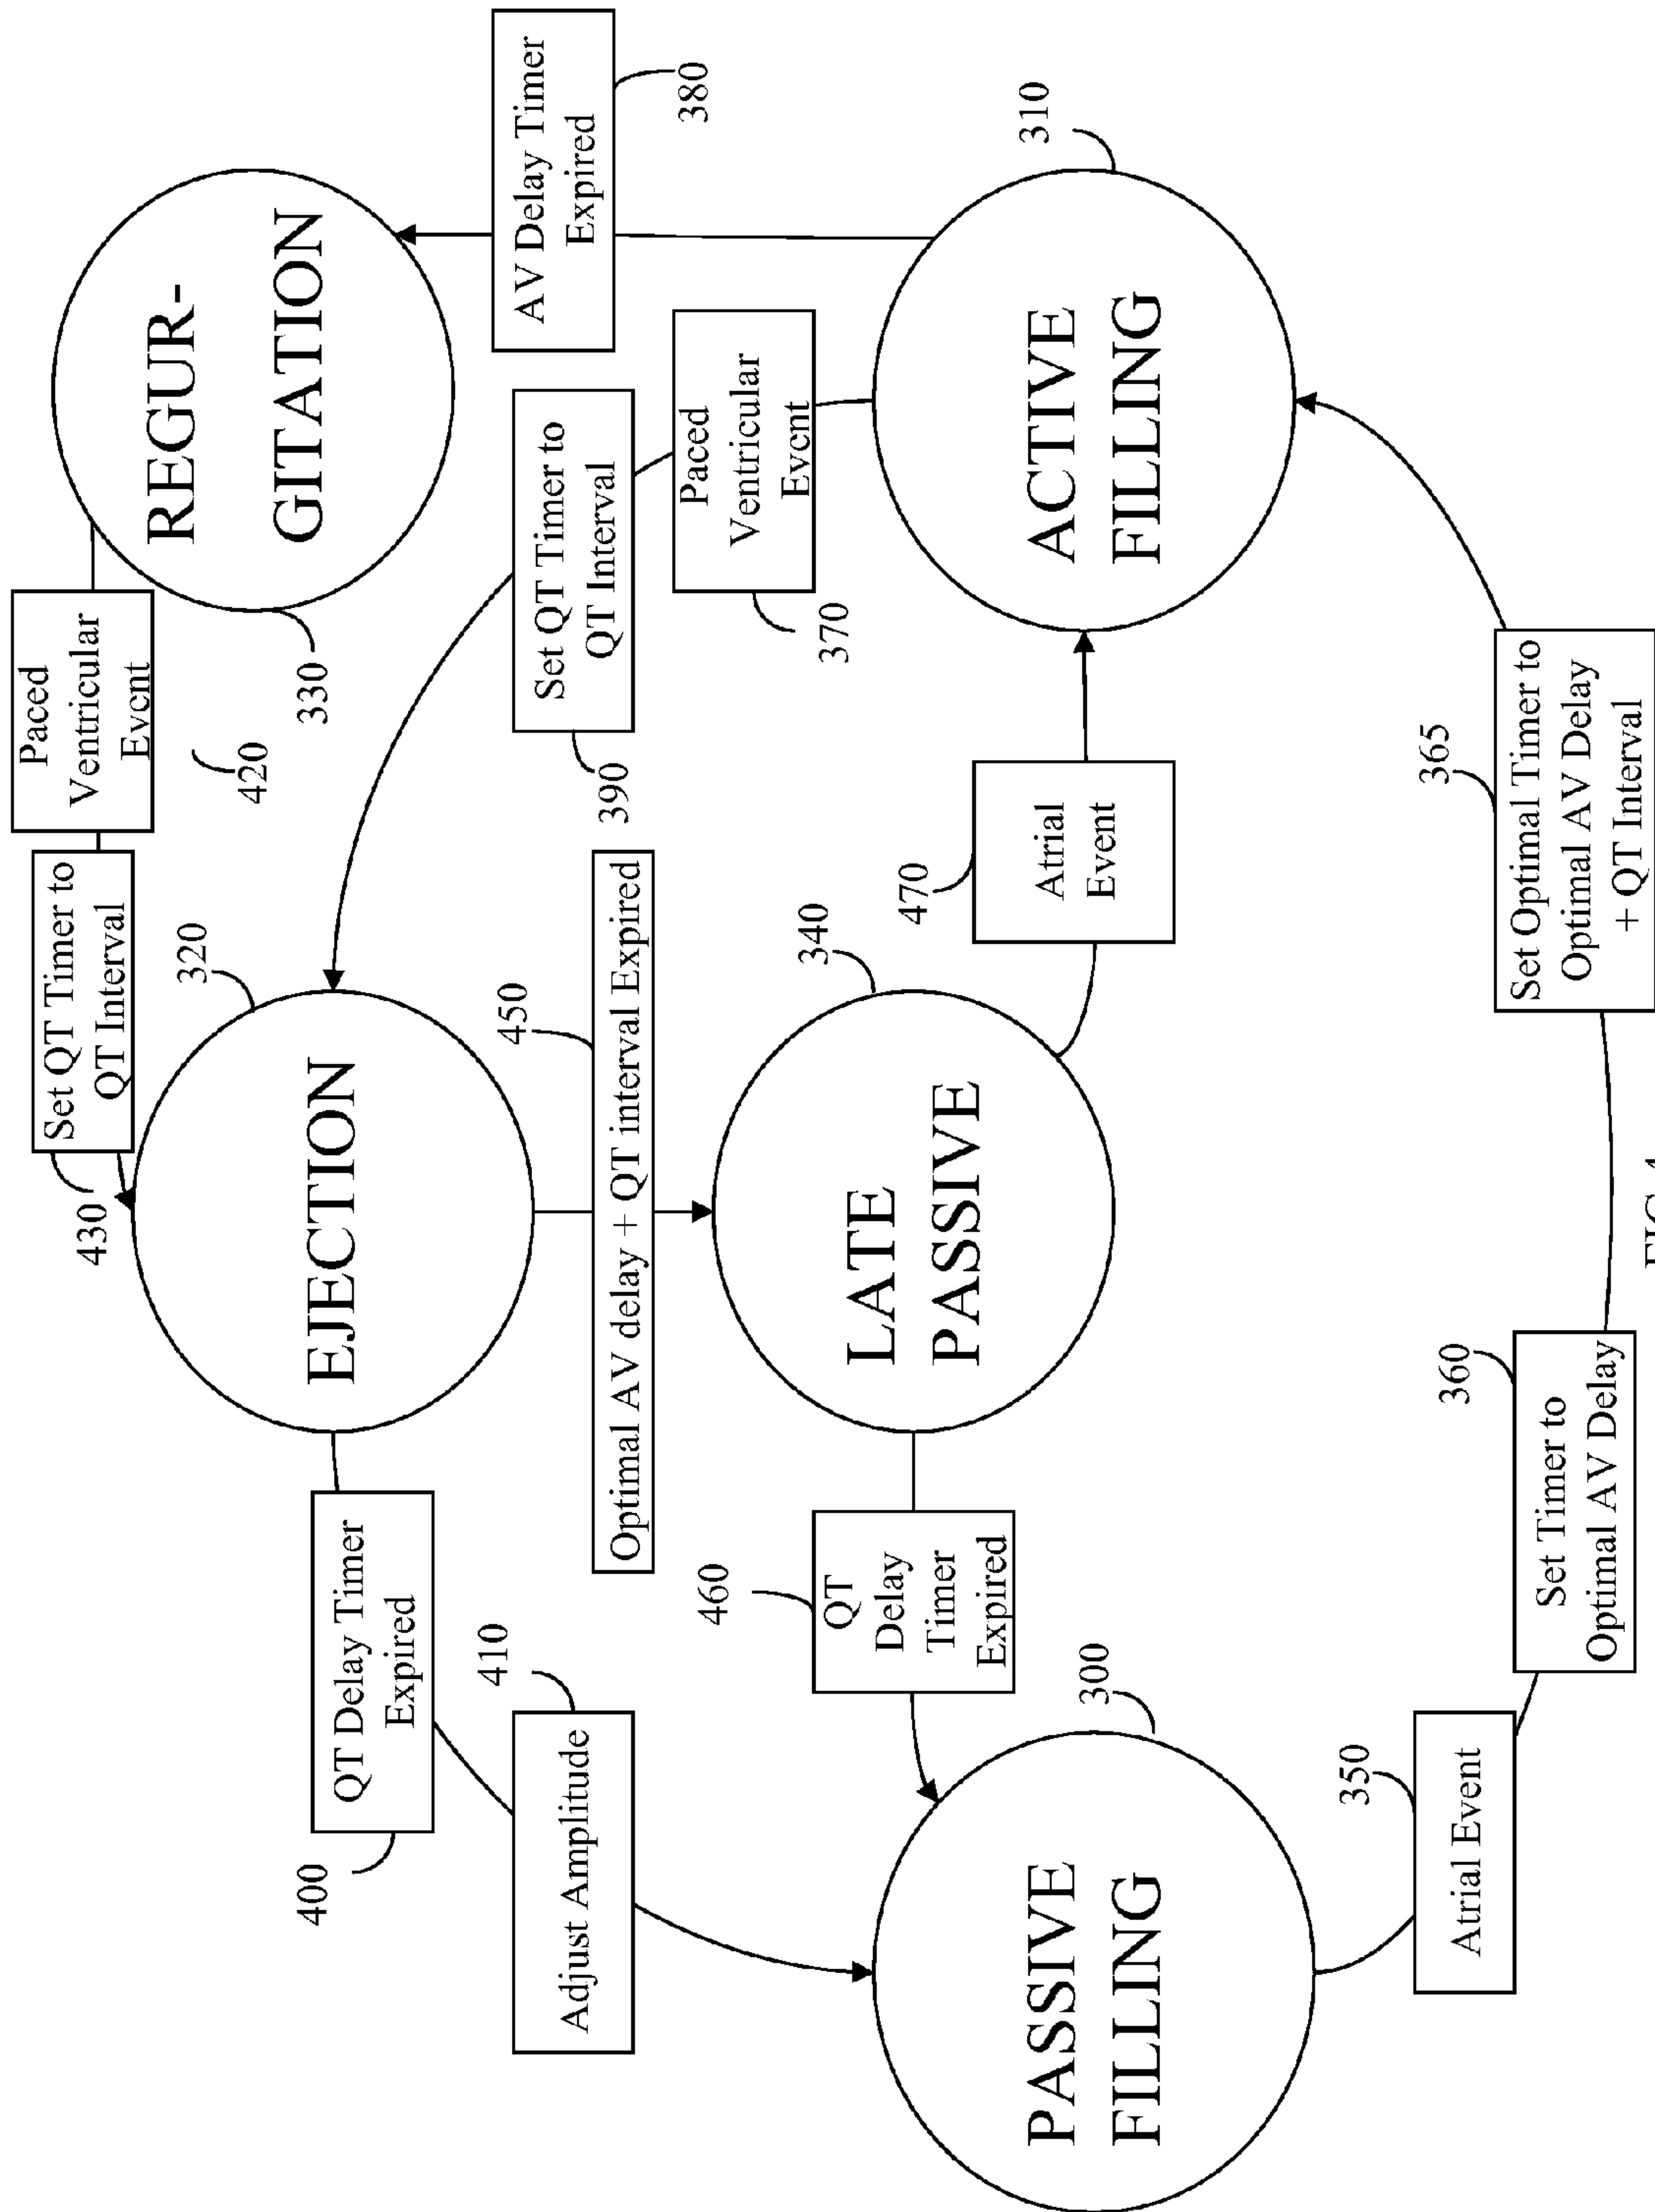 430
Set QT Timer to
QT Interval
Paced
Ventricular
Event
420
REGUR-
GITATION
330
400
QT Delay Timer
Expired
EJECTION
320
Set QT Timer to
QT Interval
390
AV Delay Timer
Expired
380
Adjust Amplitude
410
Optimal AV delay + QT interval Expired
450
Paced
Ventricular
Event
370
460
QT
Delay
Timer
Expired
LATE
PASSIVE
340
470
Atrial
Event
PASSIVE
FILLING
300
ACTIVE
FILLING
310
350
Atrial Event
360
Set Timer to
Optimal AV Delay
365
Set Optimal Timer to
Optimal AV Delay
+ QT Interval
FIG. 4